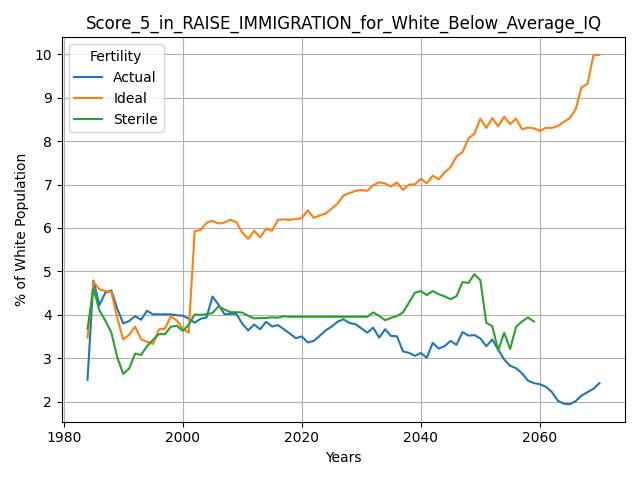 Score_5_in_RAISE_IMMIGRATION_for_White_Below_Average_IQ
Fertility
Actual
Ideal
Sterile
% of White Population
10
9
8
7
6
5
4
3
2
1980
2000
2020
2040
2060
Years